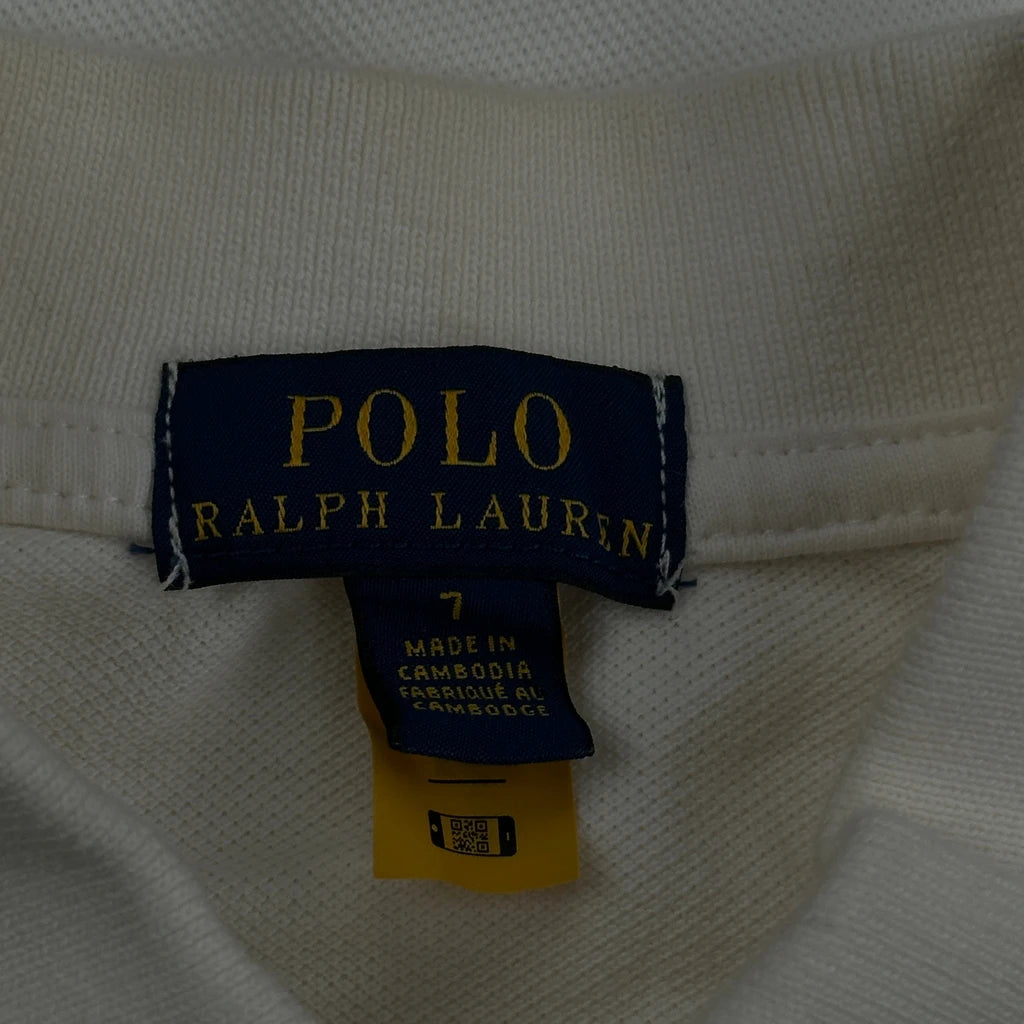 POLO
RALPH LAUREN
7
MADE IN
CAMBODIA
FABRIQUÉ AU
CAMBODGE